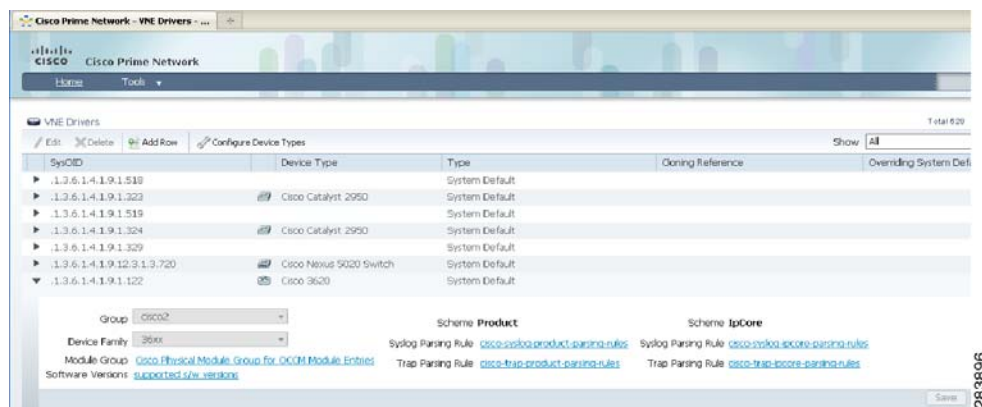 Cisco Prime Network - VNE Drivers - ...
CISCO Cisco Prime Network
Home Tools
VNE Drivers Total 629
Edit Delete Add Row Configure Device Types Show All
SysOID Device Type Type Cloning Reference Overriding System Defa
.1.3.6.1.4.1.9.1.518 System Default
.1.3.6.1.4.1.9.1.323 Cisco Catalyst 2950 System Default
.1.3.6.1.4.1.9.1.519 System Default
.1.3.6.1.4.1.9.1.324 Cisco Catalyst 2950 System Default
.1.3.6.1.4.1.9.1.329 System Default
.1.3.6.1.4.1.9.12.3.1.3.720 Cisco Nexus 5020 Switch System Default
.1.3.6.1.4.1.9.1.122 Cisco 3620 System Default
Group cisco2 Scheme Product Scheme IpCore
Device Family 36xx Syslog Parsing Rule cisco-syslog-product-parsing-rules Syslog Parsing Rule cisco-syslog-ipcore-parsing-rules
Module Group Cisco Physical Module Group for OCCM Module Entries Trap Parsing Rule cisco-trap-product-parsing-rules Trap Parsing Rule cisco-trap-ipcore-parsing-rules
Software Versions supported s/w versions
Save
283896